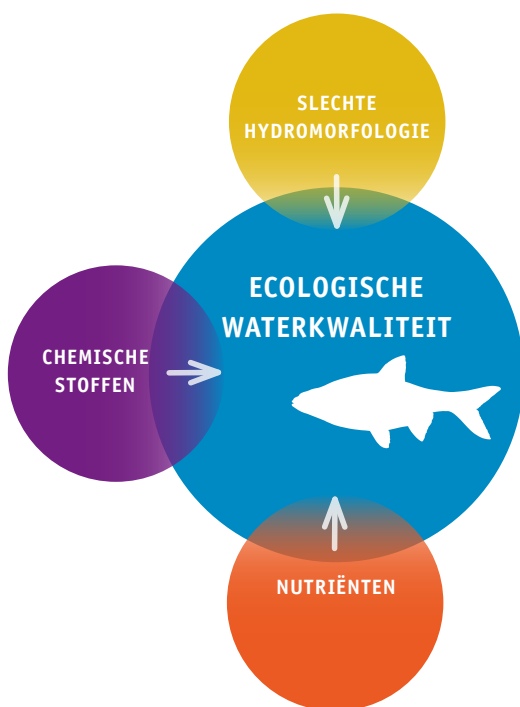 SLECHTE
HYDROMORFOLOGIE
ECOLOGISCHE
WATERKWALITEIT
CHEMISCHE
STOFFEN
NUTRIËNTEN